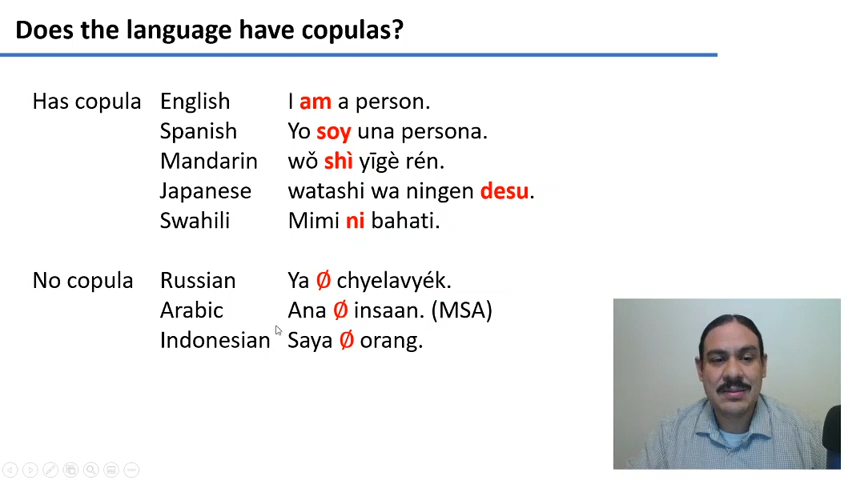 Does the language have copulas?
Has copula English I am a person.
Spanish Yo soy una persona.
Mandarin wǒ shì yīgè rén.
Japanese watashi wa ningen desu.
Swahili Mimi ni bahati.
No copula Russian Ya Ø chyelavyék.
Arabic Ana Ø insaan. (MSA)
Indonesian Saya Ø orang.